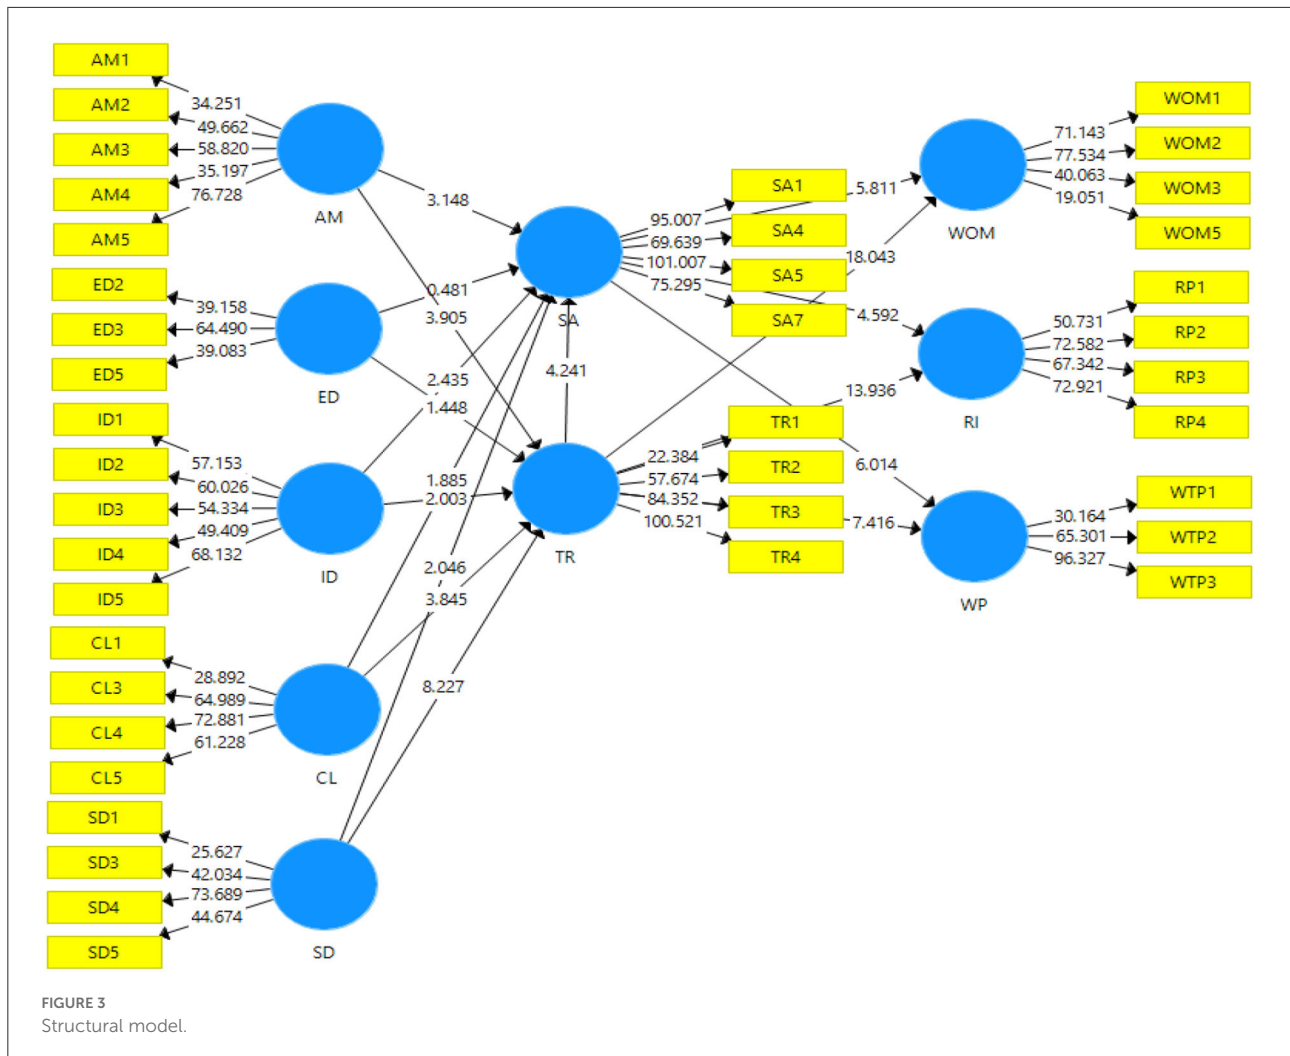 AM1
AM2
AM3
AM4
AM5
34.251
49.662
58.820
35.197
76.728
AM
ED2
ED3
ED5
39.158
64.490
39.083
ED
ID1
ID2
ID3
ID4
ID5
57.153
60.026
54.334
49.409
68.132
ID
CL1
CL3
CL4
CL5
28.892
64.989
72.881
61.228
CL
SD1
SD3
SD4
SD5
25.627
42.034
73.689
44.674
SD
3.148
0.481
3.905
2.435
1.448
1.885
2.003
2.046
3.845
8.227
SA
4.241
TR
95.007
69.639
101.007
75.295
SA1
SA4
SA5
SA7
22.384
57.674
84.352
100.521
TR1
TR2
TR3
TR4
5.811
18.043
4.592
13.936
6.014
7.416
WOM
71.143
77.534
40.063
19.051
WOM1
WOM2
WOM3
WOM5
RI
50.731
72.582
67.342
72.921
RP1
RP2
RP3
RP4
WP
30.164
65.301
96.327
WTP1
WTP2
WTP3
FIGURE 3
Structural model.